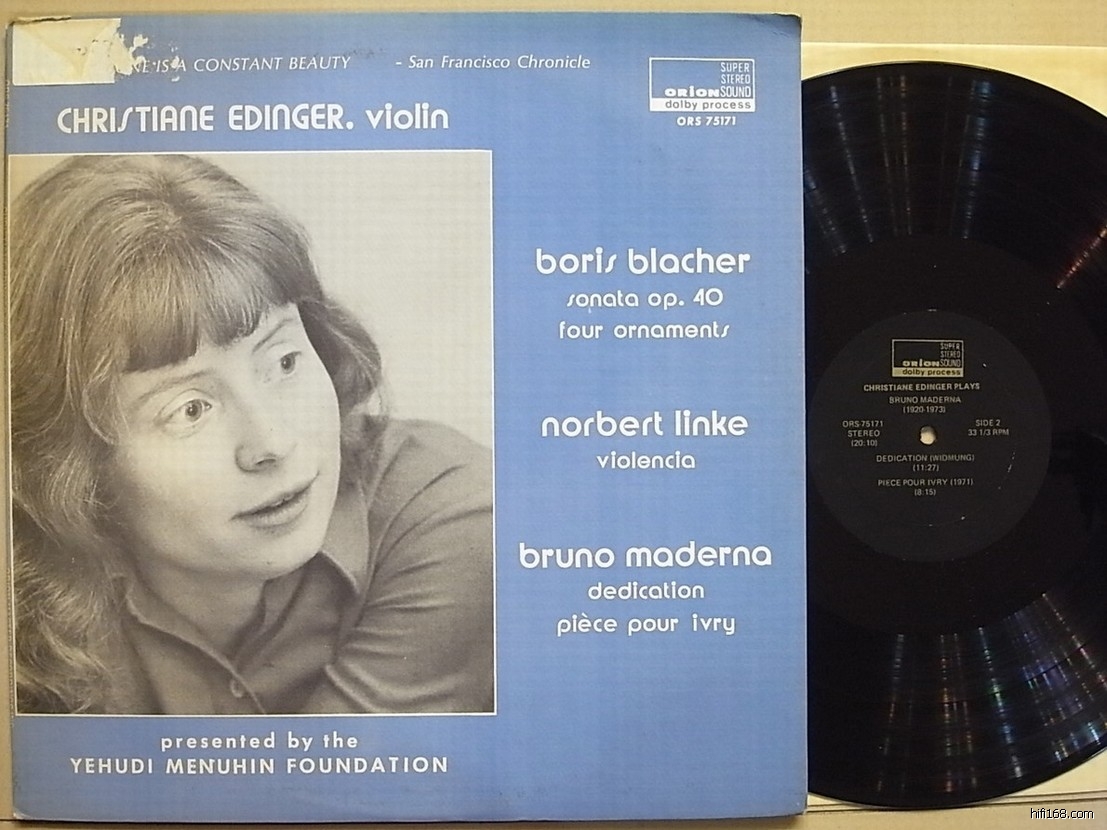 IS A CONSTANT BEAUTY - San Francisco Chronicle
CHRISTIANE EDINGER. violin
SUPER
STEREO
ORION SOUND
dolby process
ORS 75171
boris blacher
sonata op. 40
four ornaments
norbert linke
violencia
bruno maderna
dedication
pièce pour ivry
presented by the
YEHUDI MENUHIN FOUNDATION
SUPER
STEREO
ORION SOUND
dolby process
CHRISTIANE EDINGER PLAYS
BRUNO MADERNA
(1920-1973)
ORS-75171
STEREO
(20:10)
SIDE 2
33 1/3 RPM
DEDICATION (WIDMUNG)
(11:27)
PIECE POUR IVRY (1971)
(8:15)
hifi168.com